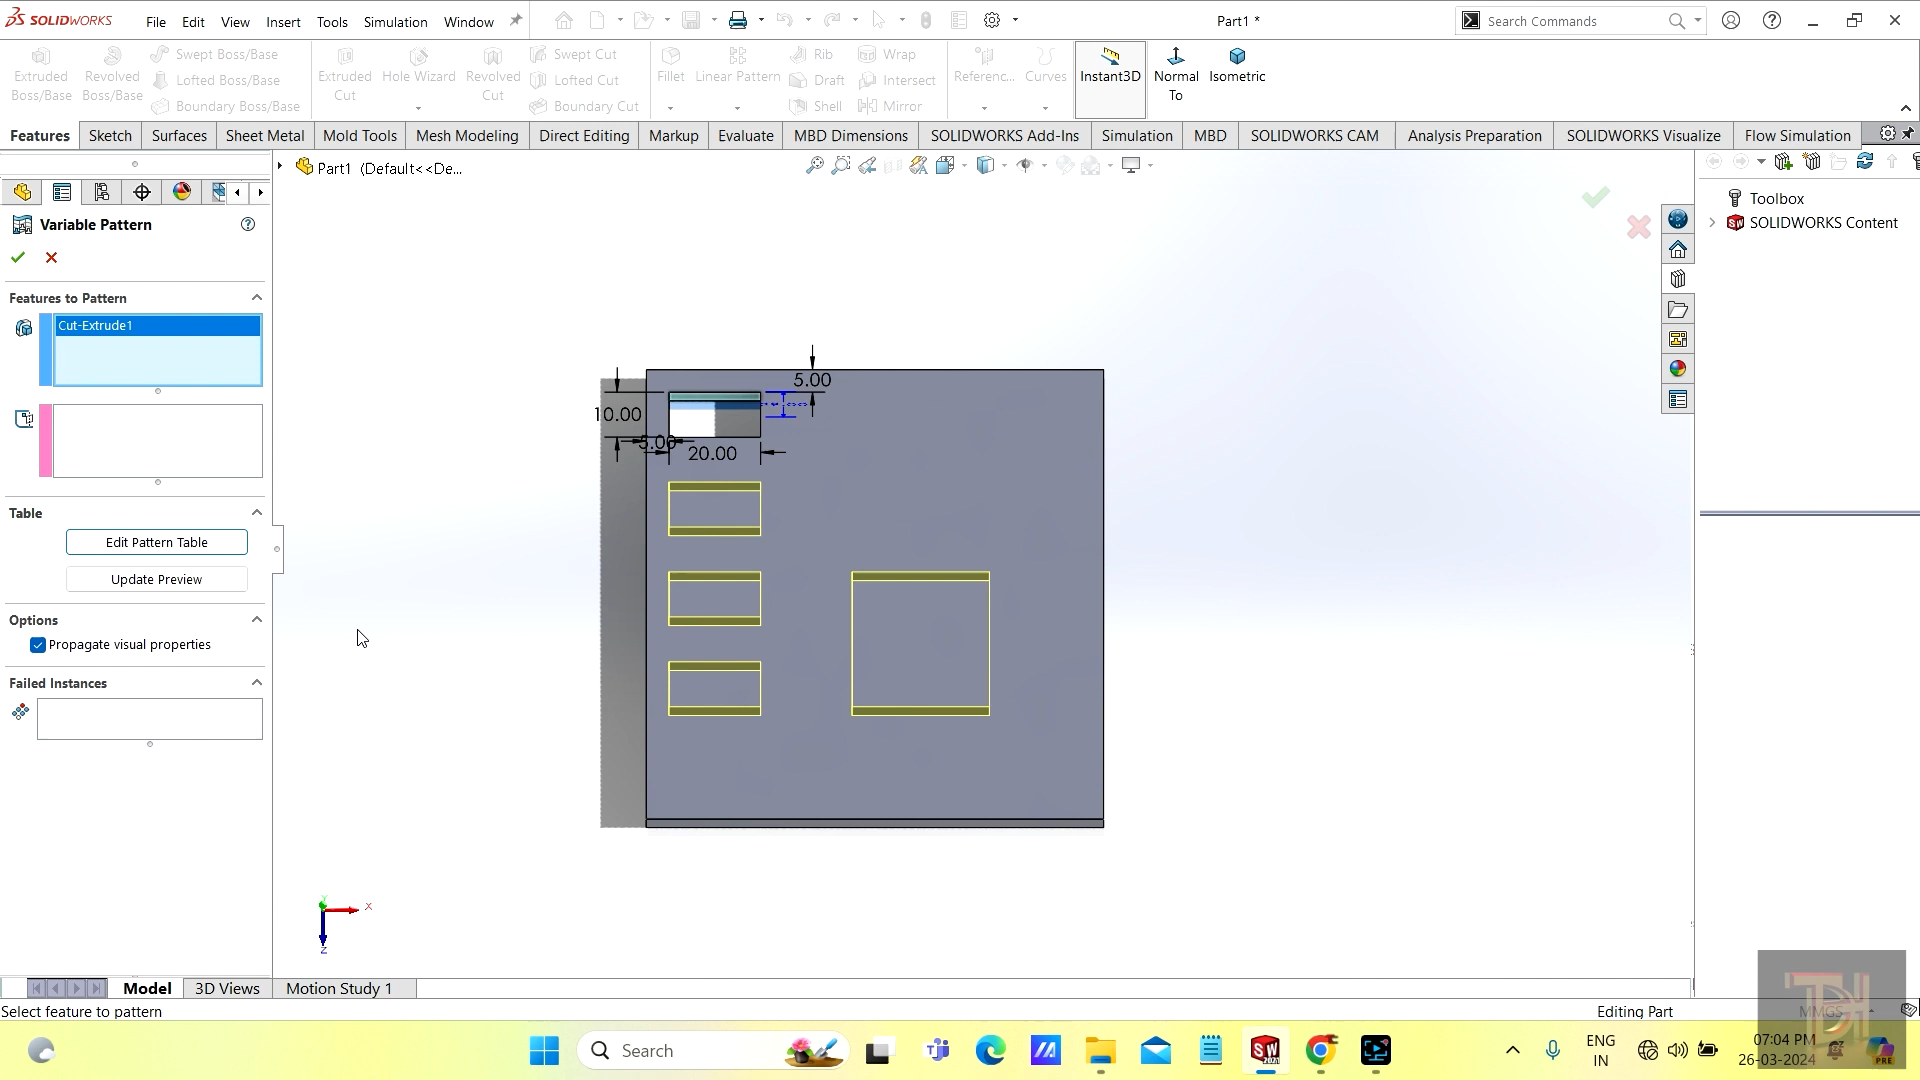 SOLIDWORKS File Edit View Insert Tools Simulation Window Part1 * Search Commands
Extruded Boss/Base
Revolved Boss/Base
Swept Boss/Base
Lofted Boss/Base
Boundary Boss/Base
Extruded Cut
Hole Wizard
Revolved Cut
Swept Cut
Lofted Cut
Boundary Cut
Fillet
Linear Pattern
Rib
Draft
Shell
Wrap
Intersect
Mirror
Referenc...
Curves
Instant3D
Normal To
Isometric
Features Sketch Surfaces Sheet Metal Mold Tools Mesh Modeling Direct Editing Markup Evaluate MBD Dimensions SOLIDWORKS Add-Ins Simulation MBD SOLIDWORKS CAM Analysis Preparation SOLIDWORKS Visualize Flow Simulation
Part1 (Default<<De...
Variable Pattern
Features to Pattern
Cut-Extrude1
Table
Edit Pattern Table
Update Preview
Options
Propagate visual properties
Failed Instances
5.00
10.00
5.00
20.00
X
Z
Toolbox
SOLIDWORKS Content
Model 3D Views Motion Study 1
Select feature to pattern
Editing Part
MMGS
Search
ENG
IN
07:04 PM
26-03-2024